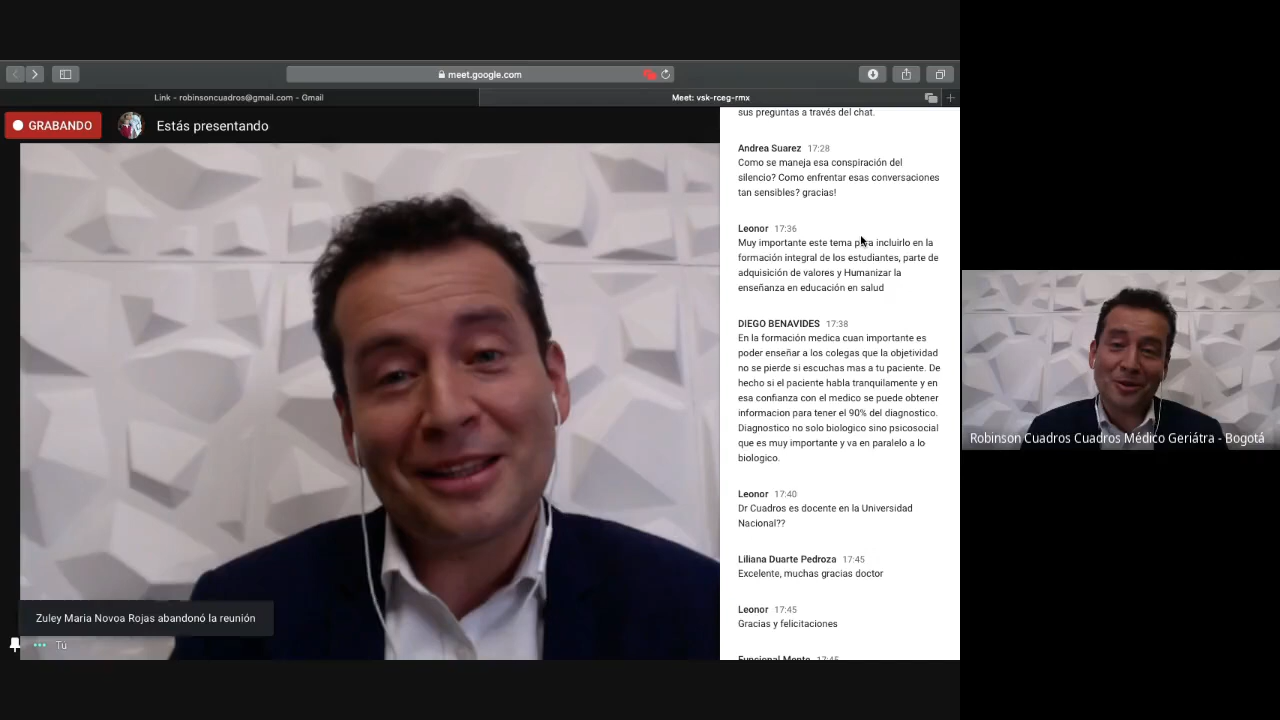 meet.google.com
Link - robinsoncuadros@gmail.com - Gmail
Meet: vsk-rceg-rmx
GRABANDO
Estás presentando
sus preguntas a través del chat.
Andrea Suarez 17:28
Como se maneja esa conspiración del
silencio? Como enfrentar esas conversaciones
tan sensibles? gracias!
Leonor 17:36
Muy importante este tema para incluirlo en la
formación integral de los estudiantes, parte de
adquisición de valores y Humanizar la
enseñanza en educación en salud
DIEGO BENAVIDES 17:38
En la formación medica cuan importante es
poder enseñar a los colegas que la objetividad
no se pierde si escuchas mas a tu paciente. De
hecho si el paciente habla tranquilamente y en
esa confianza con el medico se puede obtener
informacion para tener el 90% del diagnostico.
Diagnostico no solo biologico sino psicosocial
que es muy importante y va en paralelo a lo
biologico.
Leonor 17:40
Dr Cuadros es docente en la Universidad
Nacional??
Liliana Duarte Pedroza 17:45
Excelente, muchas gracias doctor
Leonor 17:45
Gracias y felicitaciones
Funcional Mente 17:45
Zuley Maria Novoa Rojas abandonó la reunión
Tú
Robinson Cuadros Cuadros Médico Geriátra - Bogotá